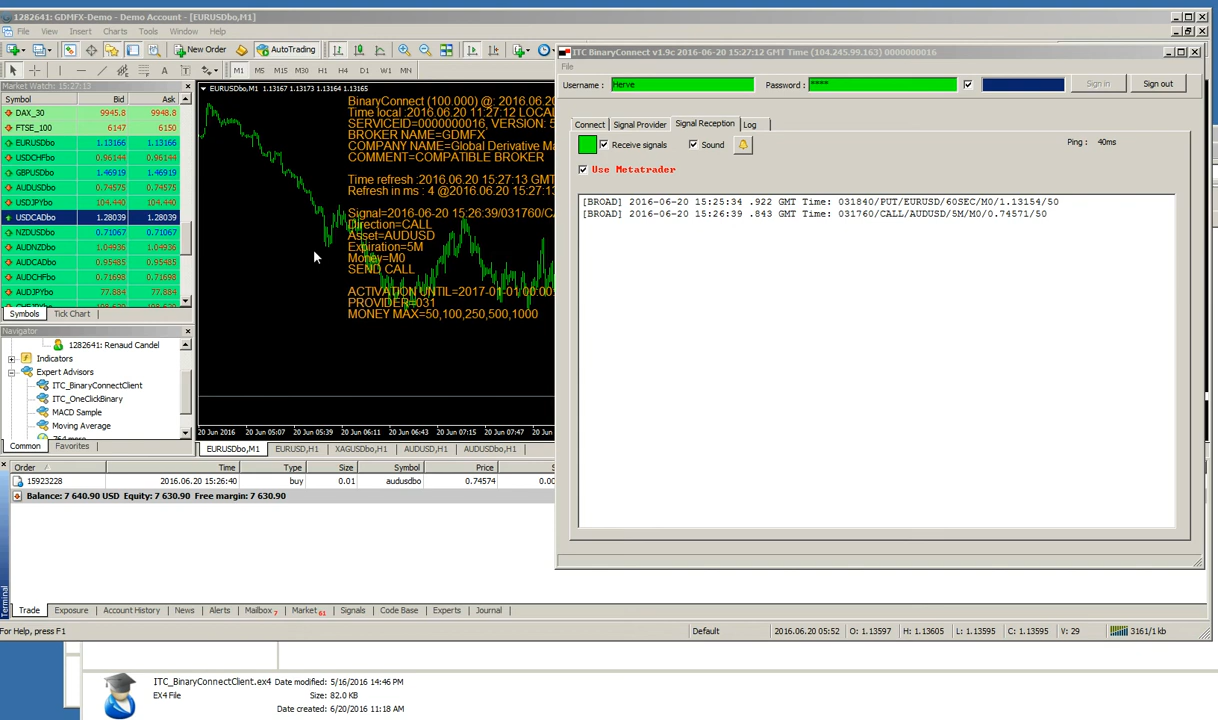 1282641: GDMFX-Demo - Demo Account - [EURUSDbo,M1]
File View Insert Charts Tools Window Help
New Order AutoTrading
M1 M5 M15 M30 H1 H4 D1 W1 MN
Market Watch: 15:27:13
Symbol Bid Ask
DAX_30 9945.8 9948.8
FTSE_100 6147 6150
EURUSDbo 1.13166 1.13166
USDCHFbo 0.96144 0.96144
GBPUSDbo 1.46919 1.46919
AUDUSDbo 0.74575 0.74575
USDJPYbo 104.440 104.440
USDCADbo 1.28039 1.28039
NZDUSDbo 0.71067 0.71067
AUDNZDbo 1.04936 1.04936
AUDCADbo 0.95485 0.95485
AUDCHFbo 0.71698 0.71698
AUDJPYbo 77.884 77.884
Symbols Tick Chart
Navigator
1282641: Renaud Candel
Indicators
Expert Advisors
ITC_BinaryConnectClient
ITC_OneClickBinary
MACD Sample
Moving Average
Common Favorites
EURUSDbo,M1 1.13167 1.13173 1.13164 1.13165
BinaryConnect (100.000) @: 2016.06.20
Time local :2016.06.20 11:27:12 LOCAL
SERVICEID=0000000016, VERSION: 5
BROKER NAME=GDMFX
COMPANY NAME=Global Derivative Ma
COMMENT=COMPATIBLE BROKER
Time refresh :2016.06.20 15:27:13 GMT
Refresh in ms : 4 @2016.06.20 15:27:13
Signal=2016-06-20 15:26:39/031760/CA
Direction=CALL
Asset=AUDUSD
Expiration=5M
Money=M0
SEND CALL
ACTIVATION UNTIL=2017-01-01 00:00:
PROVIDER=031
MONEY MAX=50,100,250,500,1000
20 Jun 2016 20 Jun 05:07 20 Jun 05:39 20 Jun 06:11 20 Jun 06:43 20 Jun 07:15 20 Jun 07:
EURUSDbo,M1 EURUSD,H1 XAGUSDbo,H1 AUDUSD,H1 AUDUSDbo,H1
ITC BinaryConnect v1.9c 2016-06-20 15:27:12 GMT Time (104.245.99.163) 0000000016
File
Username : Herve Password : **** Sign in Sign out
Connect Signal Provider Signal Reception Log
Receive signals Sound Ping : 40ms
Use Metatrader
[BROAD] 2016-06-20 15:25:34 .922 GMT Time: 031840/PUT/EURUSD/60SEC/M0/1.13154/50
[BROAD] 2016-06-20 15:26:39 .843 GMT Time: 031760/CALL/AUDUSD/5M/M0/0.74571/50
Order Time Type Size Symbol Price S
15923228 2016.06.20 15:26:40 buy 0.01 audusdbo 0.74574 0.00
Balance: 7 640.90 USD Equity: 7 630.90 Free margin: 7 630.90
Terminal
Trade Exposure Account History News Alerts Mailbox 7 Market 61 Signals Code Base Experts Journal
For Help, press F1 Default 2016.06.20 05:52 O: 1.13597 H: 1.13605 L: 1.13595 C: 1.13595 V: 29 3161/1 kb
ITC_BinaryConnectClient.ex4 Date modified: 5/16/2016 14:46 PM
EX4 File Size: 82.0 KB
Date created: 6/20/2016 11:18 AM